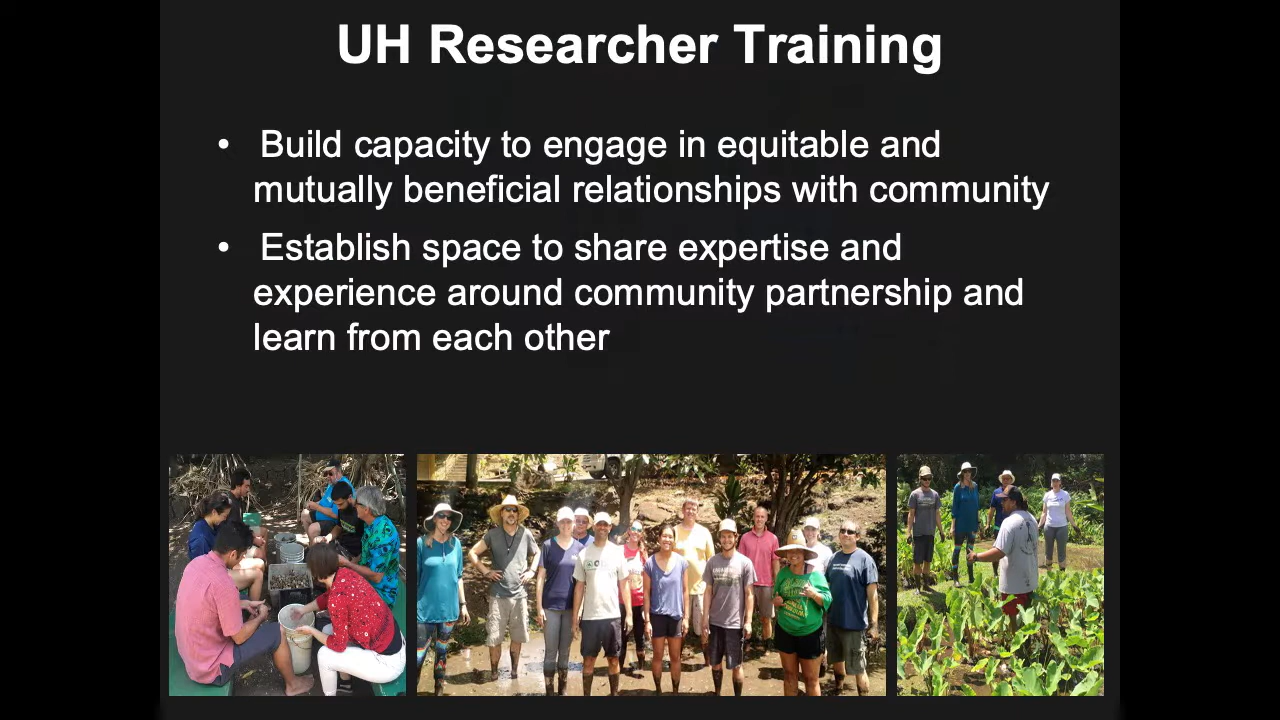 UH Researcher Training
• Build capacity to engage in equitable and
mutually beneficial relationships with community
• Establish space to share expertise and
experience around community partnership and
learn from each other